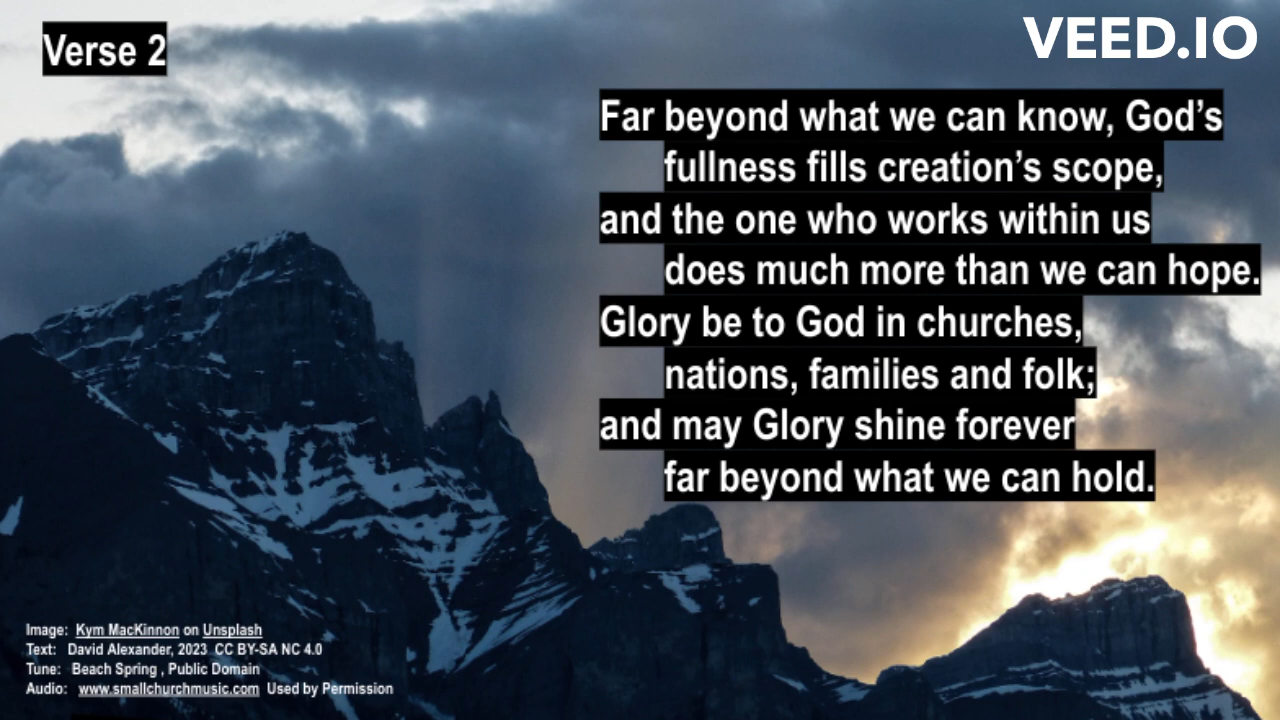 Verse 2
VEED.IO
Far beyond what we can know, God’s
fullness fills creation’s scope,
and the one who works within us
does much more than we can hope.
Glory be to God in churches,
nations, families and folk;
and may Glory shine forever
far beyond what we can hold.
Image: Kym MacKinnon on Unsplash
Text: David Alexander, 2023 CC BY-SA NC 4.0
Tune: Beach Spring , Public Domain
Audio: www.smallchurchmusic.com Used by Permission